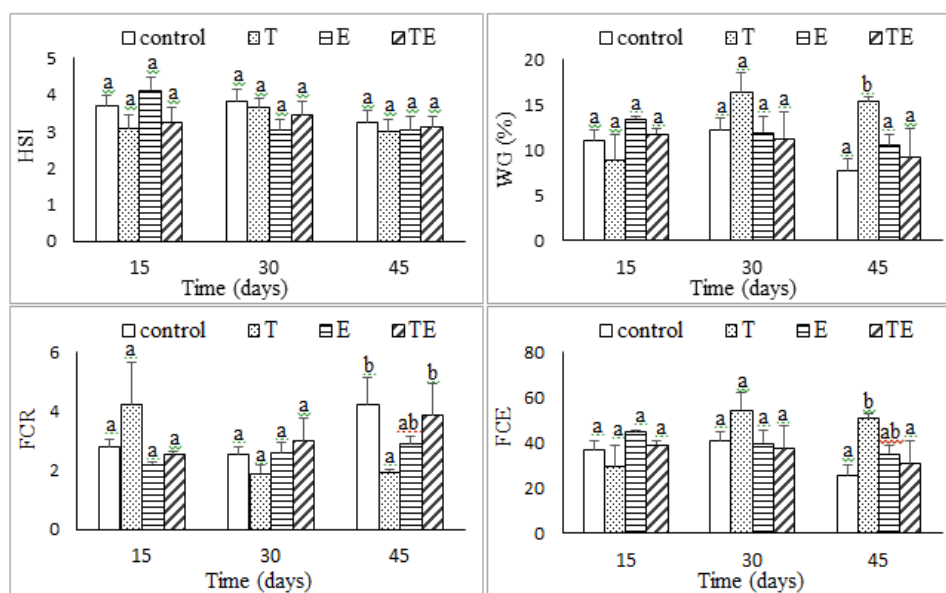 control T E TE
HSI
5
4
3
2
1
0
a a a a a a a a a a a a
15 30 45
Time (days)
control T E TE
WG (%)
20
15
10
5
0
a a a a a a a a a b a a
15 30 45
Time (days)
control T E TE
FCR
6
4
2
0
a a a a a a a a b a ab b
15 30 45
Time (days)
control T E TE
FCE
80
60
40
20
0
a a a a a a a a a b ab a
15 30 45
Time (days)